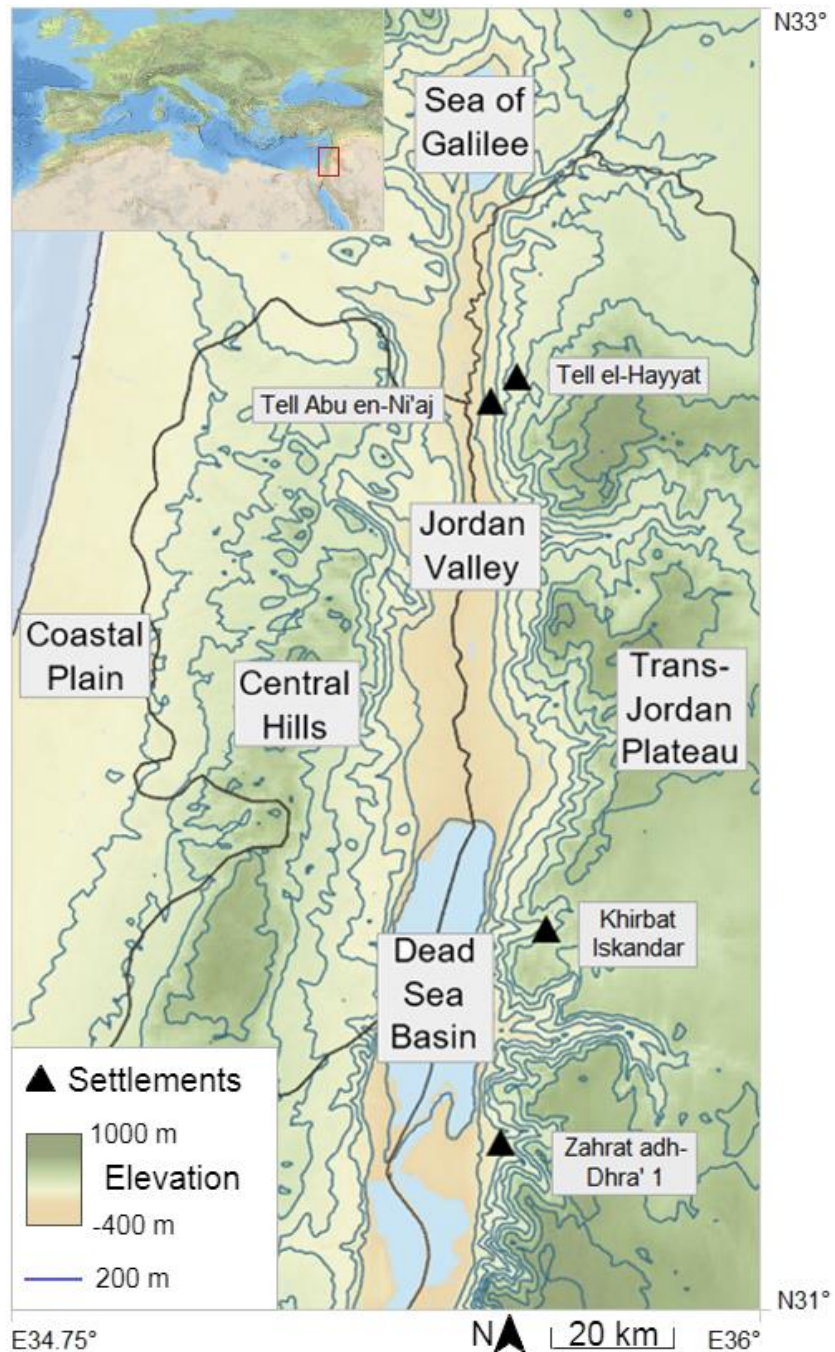 N33°
Sea of
Galilee
Tell el-Hayyat
Tell Abu en-Ni'aj
Jordan
Valley
Coastal
Plain
Central
Hills
Trans-
Jordan
Plateau
Khirbat
Iskandar
Dead
Sea
Basin
Zahrat adh-
Dhra' 1
Settlements
1000 m
Elevation
-400 m
200 m
N31°
E34.75°
N
20 km
E36°